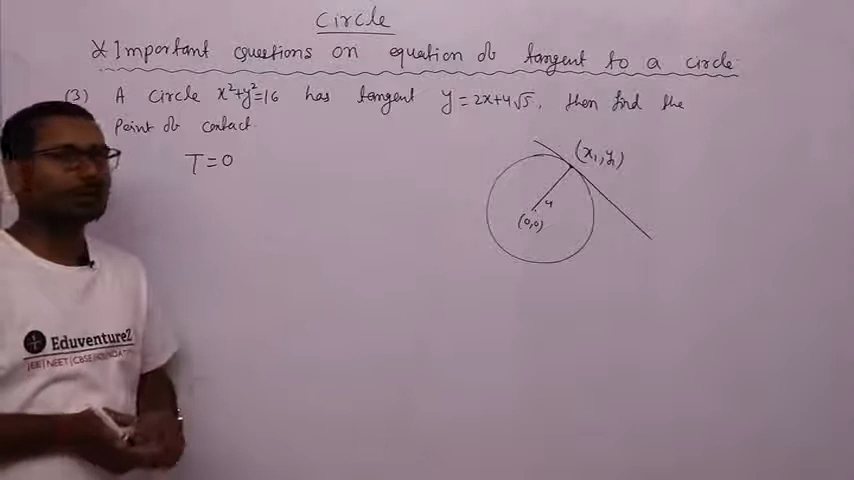 Circle
* Important questions on equation of tangent to a circle
(3) A circle x²+y²=16 has tangent y = 2x+4√5, then find the
point of contact.
T=0
(x₁,y₁)
4
(0,0)
EduventureZ
JEE|NEET|CBSE|FOUNDATION